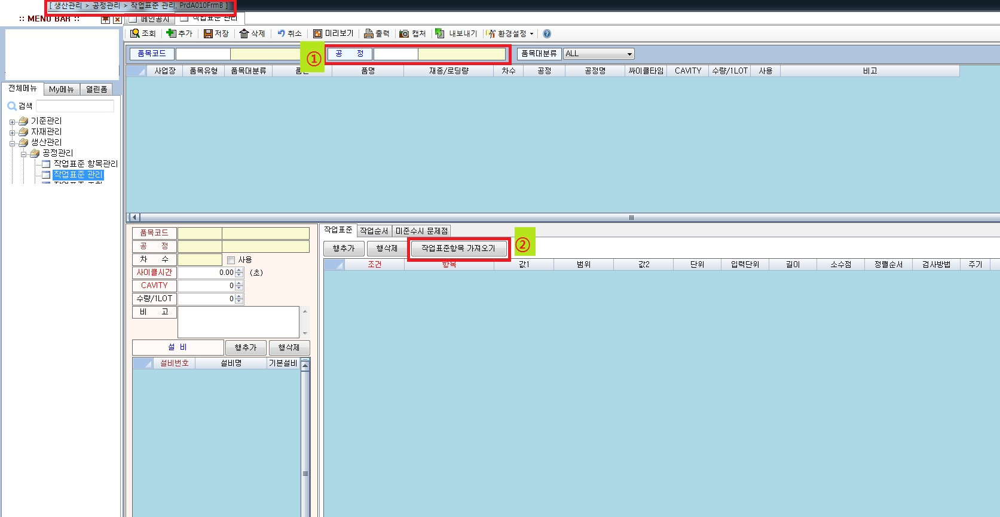 [ 생산관리 > 공정관리 > 작업표준 관리, PrdA010FrmB ]
:: MENU BAR ::
메인공지 작업표준 관리
조회 추가 저장 삭제 취소 미리보기 출력 캡처 내보내기 환경설정
품목코드 ① 공 정 품목대분류 ALL
사업장 품목유형 품목대분류 품명 재종/로딩량 차수 공정 공정명 싸이클타임 CAVITY 수량/1LOT 사용 비고
전체메뉴 My메뉴 열린폼
검색
기준관리
자재관리
생산관리
공정관리
작업표준 항목관리
작업표준 관리
품목코드
공 정
차 수 사용
사이클시간 0.00 (초)
CAVITY 0
수량/1LOT 0
비 고
설 비 행추가 행삭제
설비번호 설비명 기본설비
작업표준 작업순서 미준수시 문제점
행추가 행삭제 작업표준항목 가져오기 ②
조건 항목 값1 범위 값2 단위 입력단위 길이 소수점 정렬순서 검사방법 주기